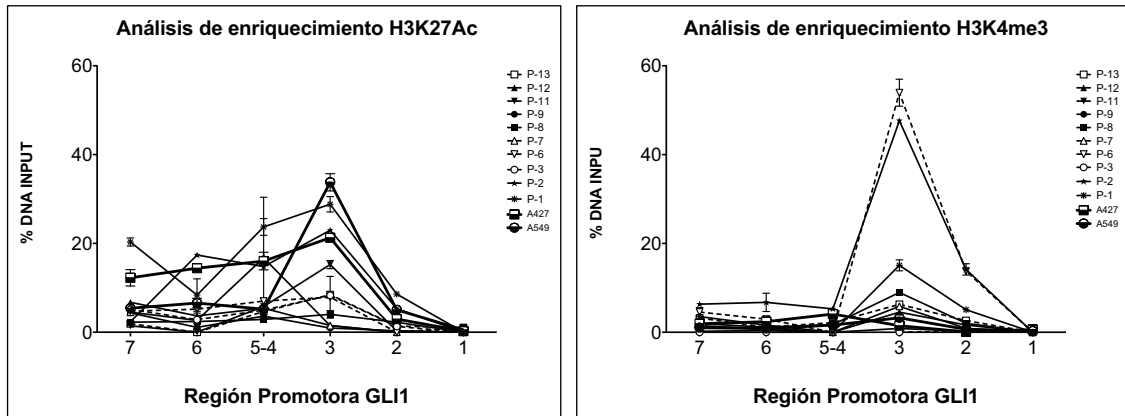 Análisis de enriquecimiento H3K27Ac
60
40
20
0
% DNA INPUT
7 6 5-4 3 2 1
Región Promotora GLI1
P-13
P-12
P-11
P-9
P-8
P-7
P-6
P-3
P-2
P-1
A427
A549
Análisis de enriquecimiento H3K4me3
60
40
20
0
% DNA INPU
7 6 5-4 3 2 1
Región Promotora GLI1
P-13
P-12
P-11
P-9
P-8
P-7
P-6
P-3
P-2
P-1
A427
A549